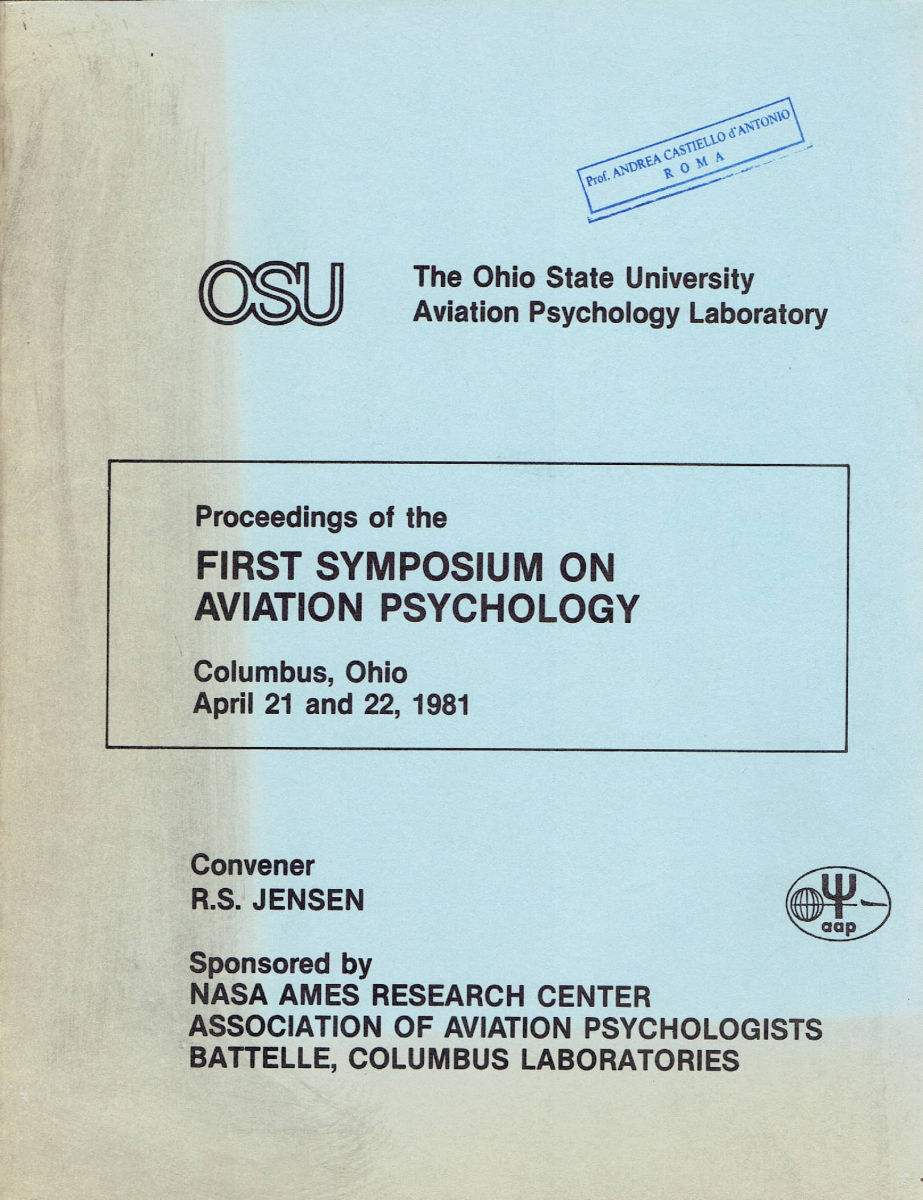 Prof. ANDREA CASTIELLO d'ANTONIO
R O M A
OSU
The Ohio State University
Aviation Psychology Laboratory
Proceedings of the
FIRST SYMPOSIUM ON
AVIATION PSYCHOLOGY
Columbus, Ohio
April 21 and 22, 1981
Convener
R.S. JENSEN
aap
Sponsored by
NASA AMES RESEARCH CENTER
ASSOCIATION OF AVIATION PSYCHOLOGISTS
BATTELLE, COLUMBUS LABORATORIES